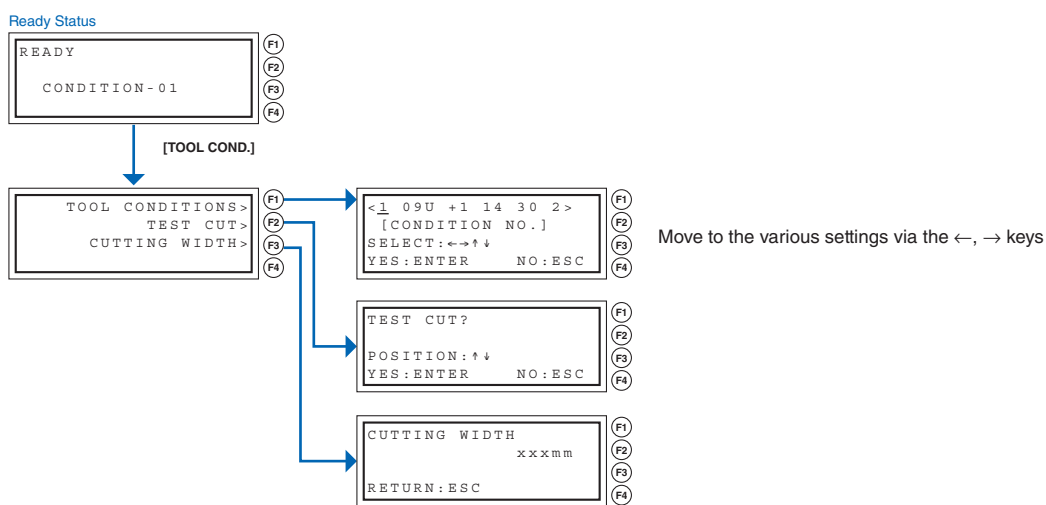 Ready Status
READY
CONDITION-01
F1
F2
F3
F4
[TOOL COND.]
TOOL CONDITIONS>
TEST CUT>
CUTTING WIDTH>
F1
F2
F3
F4
<1 09U +1 14 30 2>
[CONDITION NO.]
SELECT:←→↑↓
YES:ENTER NO:ESC
F1
F2
F3
F4
Move to the various settings via the ←, → keys
TEST CUT?
POSITION:↑↓
YES:ENTER NO:ESC
F1
F2
F3
F4
CUTTING WIDTH
xxxmm
RETURN:ESC
F1
F2
F3
F4